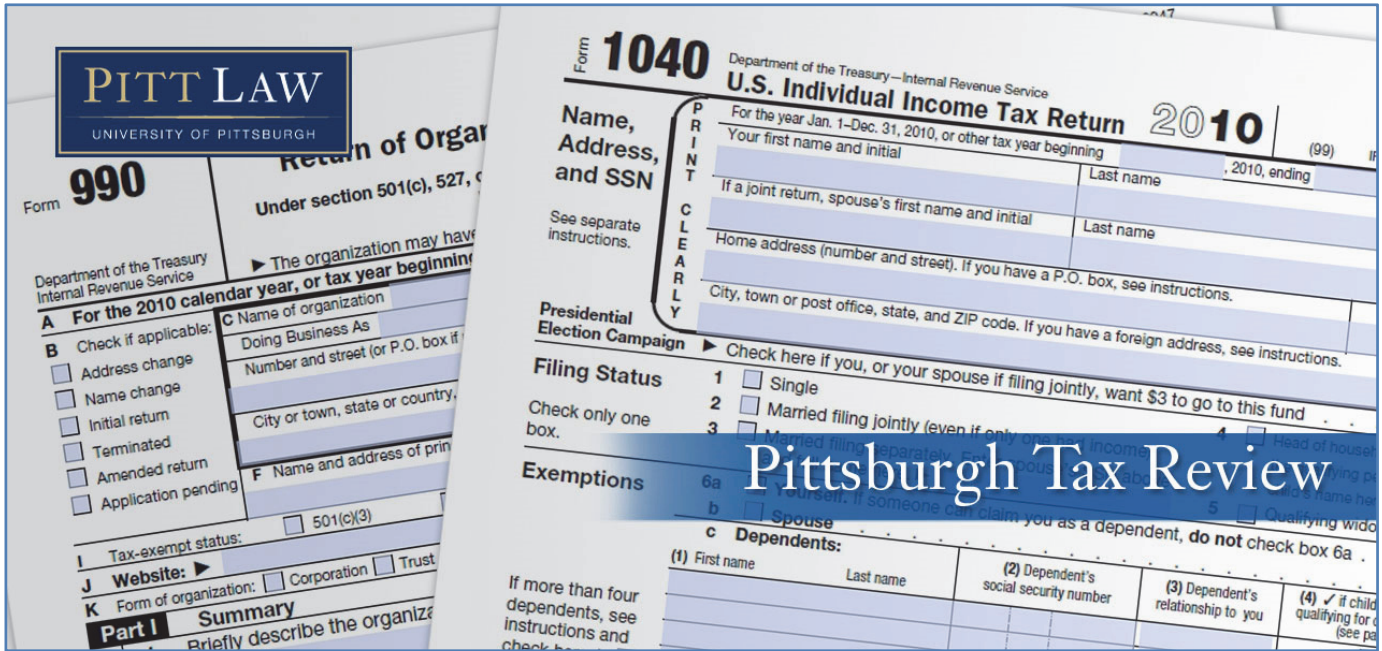 PITT LAW
UNIVERSITY OF PITTSBURGH
Form 990
Return of Organ
Under section 501(c), 527, o
Department of the Treasury
Internal Revenue Service
► The organization may have
A For the 2010 calendar year, or tax year beginning
B Check if applicable:
Address change
Name change
Initial return
Terminated
Amended return
Application pending
C Name of organization
Doing Business As
Number and street (or P.O. box if
City or town, state or country,
F Name and address of prin
I Tax-exempt status:
501(c)(3)
J Website: ►
K Form of organization: Corporation Trust
Part I Summary
Briefly describe the organiza
Form 1040
Department of the Treasury—Internal Revenue Service
U.S. Individual Income Tax Return 2010
(99)
Name,
Address,
and SSN
See separate
instructions.
PRINT CLEARLY
For the year Jan. 1–Dec. 31, 2010, or other tax year beginning , 2010, ending
Your first name and initial Last name
If a joint return, spouse's first name and initial Last name
Home address (number and street). If you have a P.O. box, see instructions.
City, town or post office, state, and ZIP code. If you have a foreign address, see instructions.
Presidential
Election Campaign ► Check here if you, or your spouse if filing jointly, want $3 to go to this fund . .
Filing Status
Check only one
box.
1 Single
2 Married filing jointly (even if only one had income)
3 Married filing separately.
4 Head of househ
5 Qualifying wido
Pittsburgh Tax Review
Exemptions
6a Yourself. If someone can claim you as a dependent, do not check box 6a .
b Spouse
c Dependents:
(1) First name Last name
(2) Dependent's
social security number
(3) Dependent's
relationship to you
(4) ✓ if child
qualifying for
(see pa
If more than four
dependents, see
instructions and